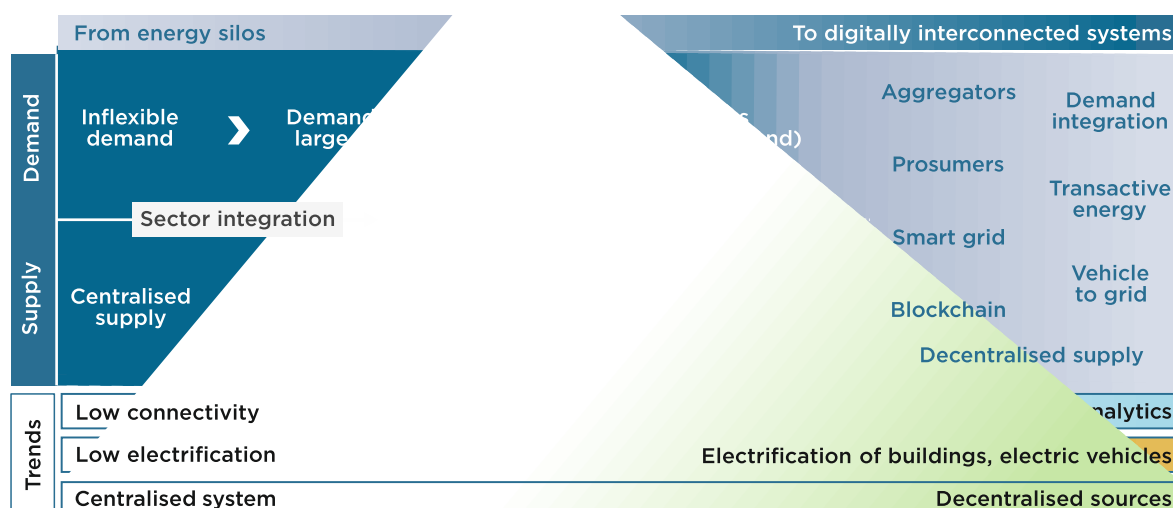 From energy silos
To digitally interconnected systems
Demand
Inflexible
demand
large
Aggregators
Demand
integration
Prosumers
Transactive
energy
Sector integration
Smart grid
Supply
Centralised
supply
Vehicle
to grid
Blockchain
Decentralised supply
Trends
Low connectivity
Low electrification
Electrification of buildings, electric vehicles
Centralised system
Decentralised sources